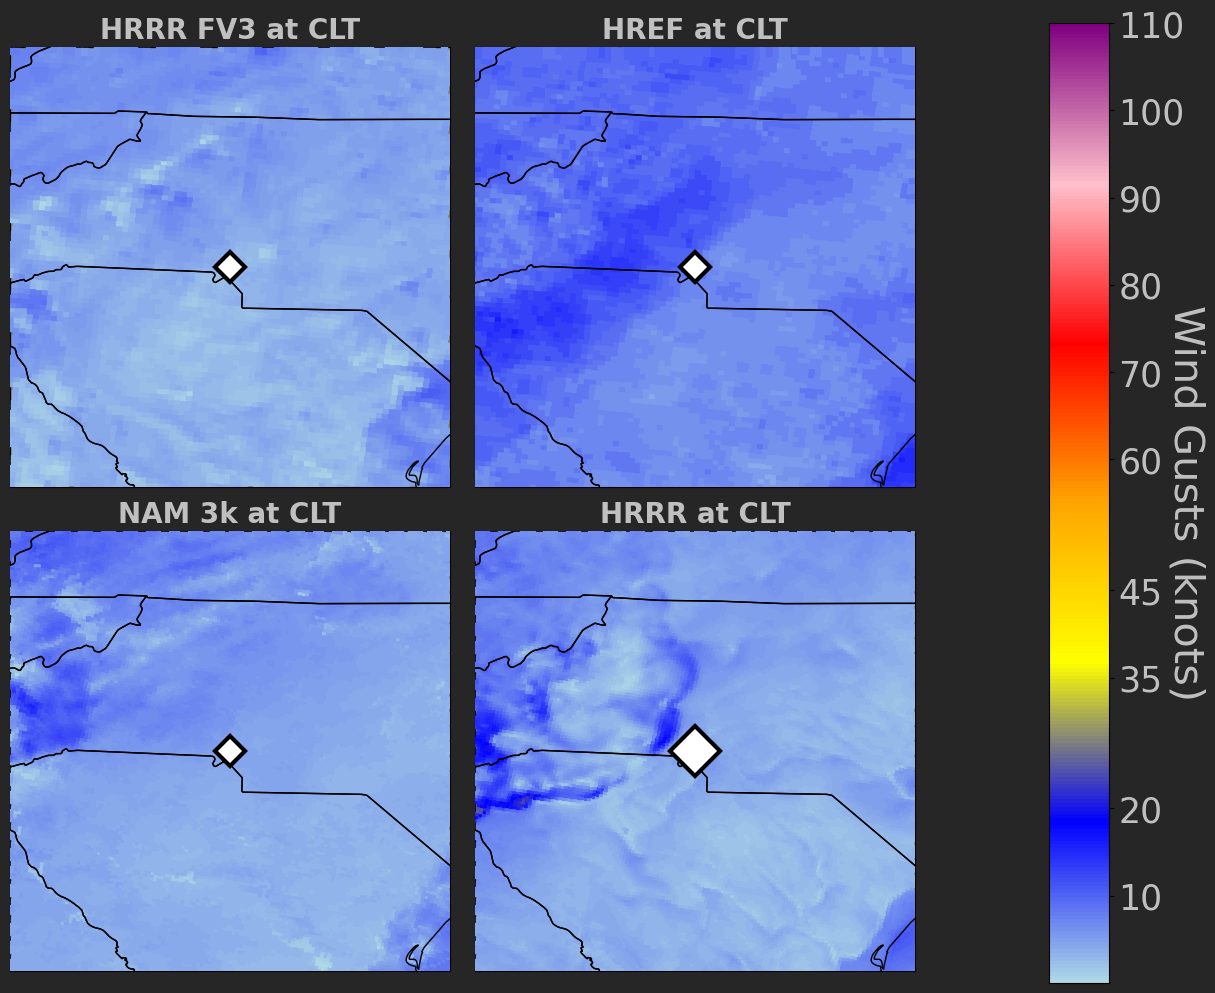 HRRR FV3 at CLT
HREF at CLT
NAM 3k at CLT
HRRR at CLT
110
100
90
80
70
60
45
35
20
10
Wind Gusts (knots)